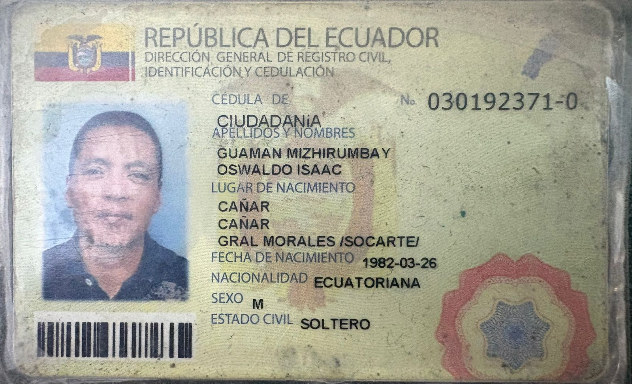 REPÚBLICA DEL ECUADOR
DIRECCIÓN GENERAL DE REGISTRO CIVIL,
IDENTIFICACIÓN Y CEDULACIÓN
CÉDULA DE No. 030192371-0
CIUDADANÍA
APELLIDOS Y NOMBRES
GUAMAN MIZHIRUMBAY
OSWALDO ISAAC
LUGAR DE NACIMIENTO
CAÑAR
CAÑAR
GRAL MORALES /SOCARTE/
FECHA DE NACIMIENTO 1982-03-26
NACIONALIDAD ECUATORIANA
SEXO M
ESTADO CIVIL SOLTERO